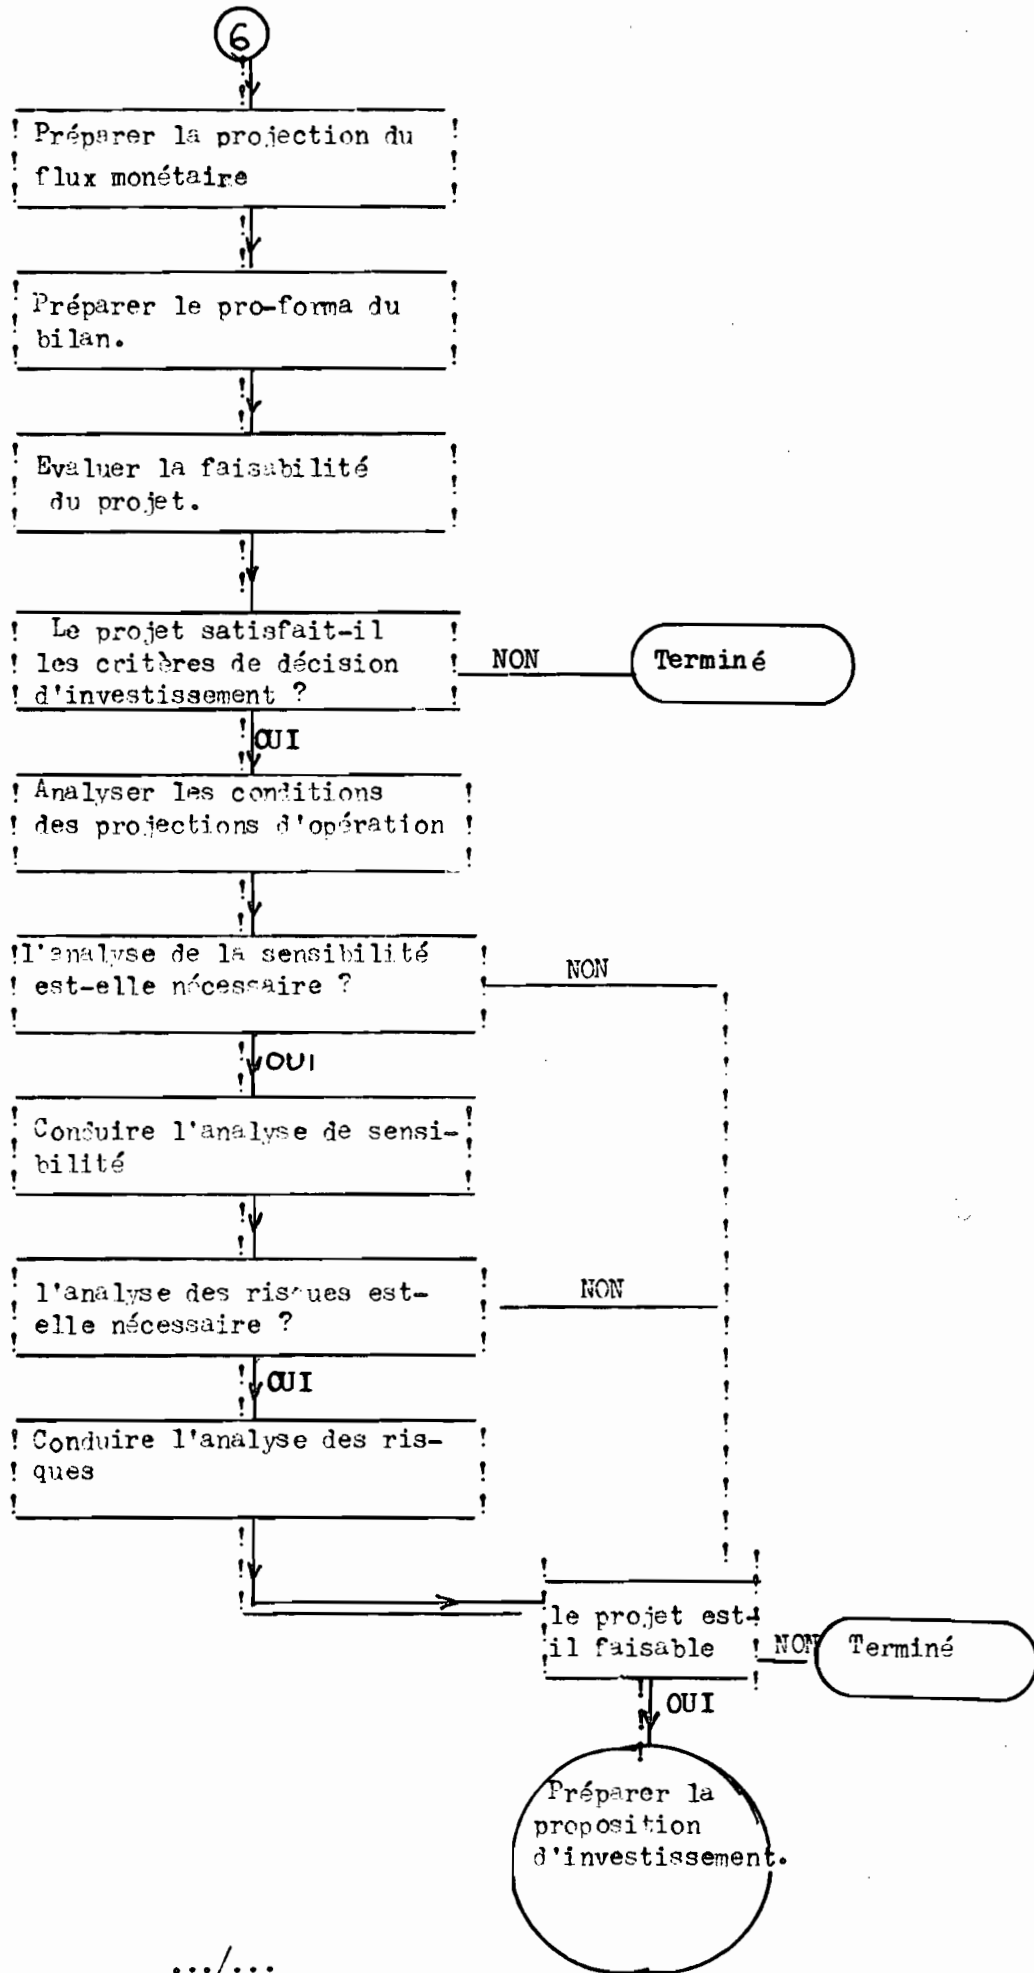 6
Préparer la projection du
flux monétaire
Préparer le pro-forma du
bilan.
Evaluer la faisabilité
du projet.
Le projet satisfait-il
les critères de décision
d'investissement ?
NON
Terminé
OUI
Analyser les conditions
des projections d'opération
l'analyse de la sensibilité
est-elle nécessaire ?
NON
OUI
Conduire l'analyse de sensi-
bilité
l'analyse des risques est-
elle nécessaire ?
NON
OUI
Conduire l'analyse des ris-
ques
le projet est-
il faisable
NON
Terminé
OUI
Préparer la
proposition
d'investissement.
.../...